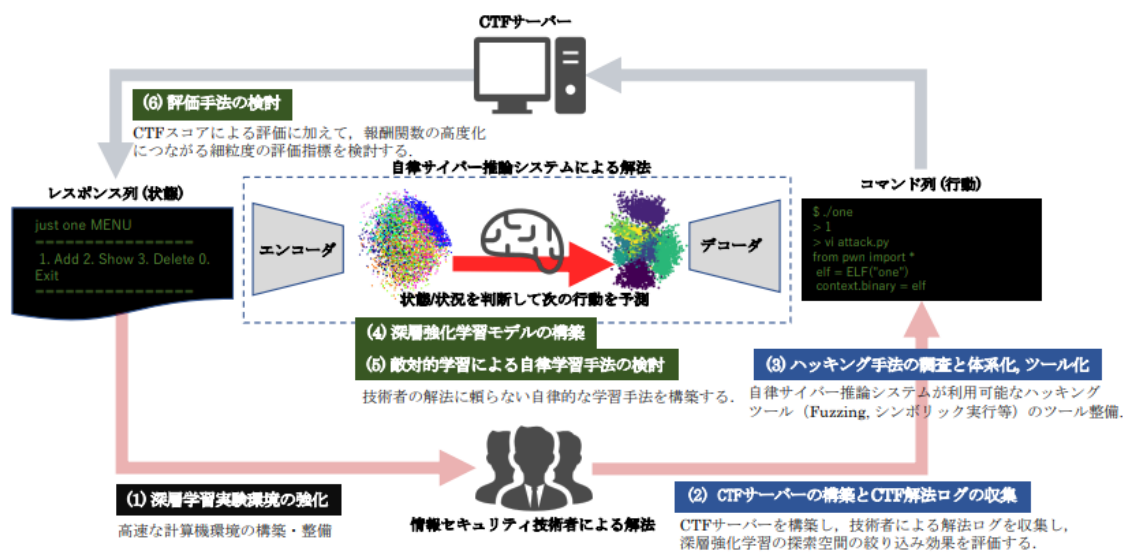 CTFサーバー
(6) 評価手法の検討
CTFスコアによる評価に加えて，報酬関数の高度化
につながる細粒度の評価指標を検討する.
自律サイバー推論システムによる解法
レスポンス列 (状態)
just one MENU
================
1. Add 2. Show 3. Delete 0.
Exit
================
エンコーダ
デコーダ
状態/状況を判断して次の行動を予測
コマンド列 (行動)
$ ./one
> 1
> vi attack.py
from pwn import *
elf = ELF("one")
context.binary = elf
(4) 深層強化学習モデルの構築
(5) 敵対的学習による自律学習手法の検討
技術者の解法に頼らない自律的な学習手法を構築する.
(3) ハッキング手法の調査と体系化, ツール化
自律サイバー推論システムが利用可能なハッキング
ツール（Fuzzing, シンボリック実行等）のツール整備.
(1) 深層学習実験環境の強化
高速な計算機環境の構築・整備
情報セキュリティ技術者による解法
(2) CTFサーバーの構築とCTF解法ログの収集
CTFサーバーを構築し，技術者による解法ログを収集し，
深層強化学習の探索空間の絞り込み効果を評価する.